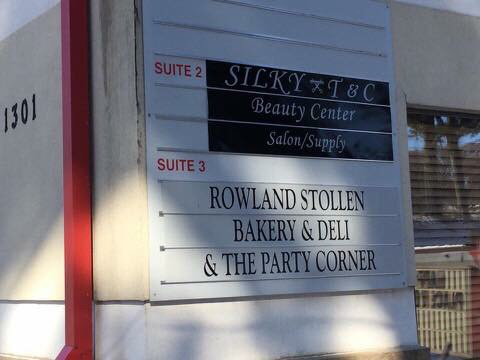 1301
SUITE 2
SILKY T & C
Beauty Center
Salon/Supply
SUITE 3
ROWLAND STOLLEN
BAKERY & DELI
& THE PARTY CORNER